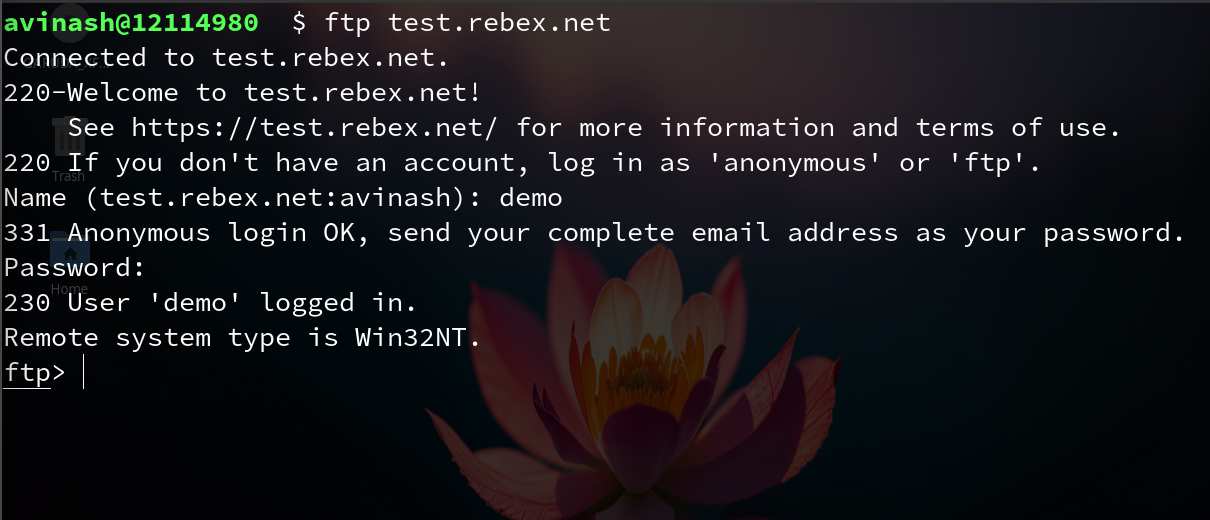 avinash@12114980  $ ftp test.rebex.net
Connected to test.rebex.net.
220-Welcome to test.rebex.net!
    See https://test.rebex.net/ for more information and terms of use.
220 If you don't have an account, log in as 'anonymous' or 'ftp'.
Trash
Name (test.rebex.net:avinash): demo
331 Anonymous login OK, send your complete email address as your password.
Password:
Home
230 User 'demo' logged in.
Remote system type is Win32NT.
ftp>